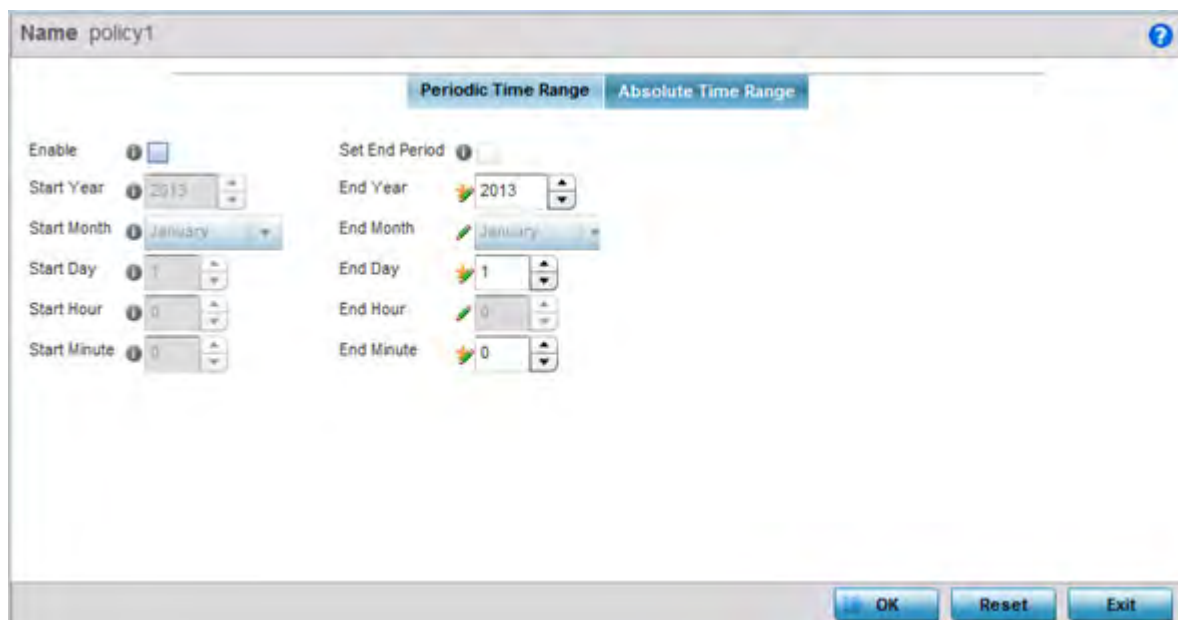 Name policy1
Periodic Time Range Absolute Time Range
Enable Set End Period
Start Year 2013 End Year 2013
Start Month January End Month January
Start Day 1 End Day 1
Start Hour 0 End Hour 0
Start Minute 0 End Minute 0
OK Reset Exit